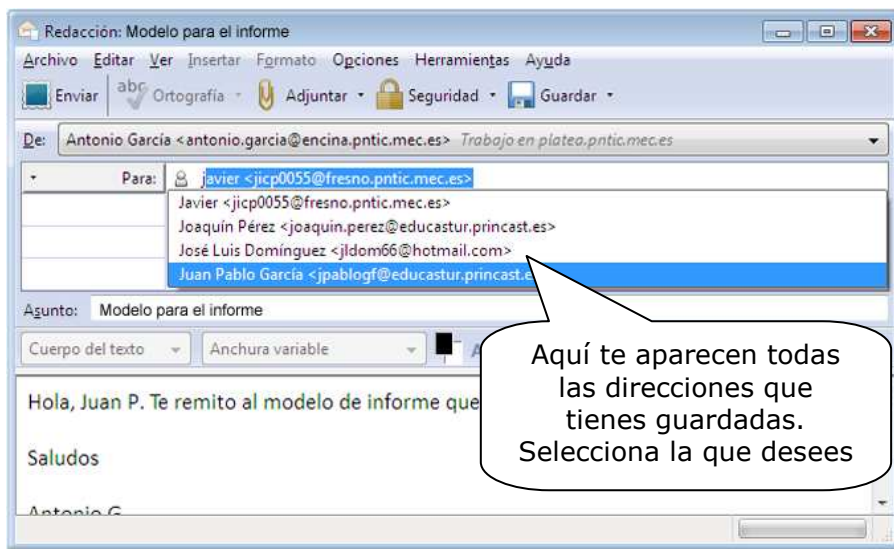 Redacción: Modelo para el informe
Archivo Editar Ver Insertar Formato Opciones Herramientas Ayuda
Enviar Ortografía Adjuntar Seguridad Guardar
De: Antonio García <antonio.garcia@encina.pntic.mec.es> Trabajo en platea.pntic.mec.es
Para: javier <jicp0055@fresno.pntic.mec.es>
Javier <jicp0055@fresno.pntic.mec.es>
Joaquín Pérez <joaquin.perez@educastur.princast.es>
José Luis Domínguez <jldom66@hotmail.com>
Juan Pablo García <jpablogf@educastur.princast.e
Asunto: Modelo para el informe
Cuerpo del texto Anchura variable
Aquí te aparecen todas
las direcciones que
tienes guardadas.
Selecciona la que desees
Hola, Juan P. Te remito al modelo de informe que
Saludos
Antonio G